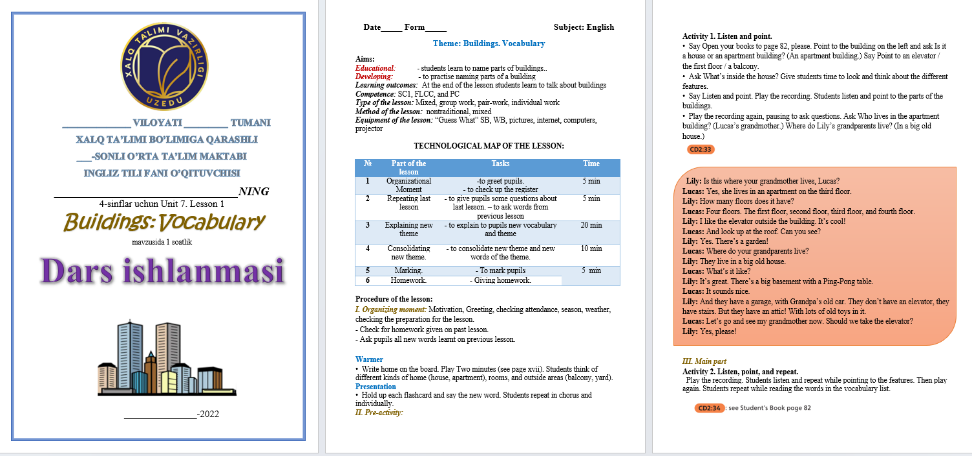 XALQ TA'LIMI VAZIRLIGI
UZEDU
____________ VILOYATI ________ TUMANI
XALQ TA'LIMI BO'LIMIGA QARASHLI
___-SONLI O'RTA TA'LIM MAKTABI
INGLIZ TILI FANI O'QITUVCHISI
_____________________________NING
4-sinflar uchun Unit 7. Lesson 1
Buildings: Vocabulary
mavzusida 1 soatlik
Dars ishlanmasi
________________-2022
Date_____ Form_____ Subject: English
Theme: Buildings. Vocabulary
Aims:
Educational: - students learn to name parts of buildings..
Developing: - to practise naming parts of a building
Learning outcomes: At the end of the lesson students learn to talk about buildings
Competence: SC1, FLCC, and PC
Type of the lesson: Mixed, group work, pair-work, individual work
Method of the lesson: nontraditional, mixed
Equipment of the lesson: "Guess What" SB, WB, pictures, internet, computers,
projector
TECHNOLOGICAL MAP OF THE LESSON:
№ Part of the lesson Tasks Time
1 Organizational Moment -to greet pupils. - to check up the register 5 min
2 Repeating last lesson - to give pupils some questions about last lesson. – to ask words from previous lesson 5 min
3 Explaining new theme - to explain to pupils new vocabulary and theme 20 min
4 Consolidating new theme. - to consolidate new theme and new words of the theme. 10 min
5 Marking. - To mark pupils 5 min
6 Homework. - Giving homework.
Procedure of the lesson:
I. Organizing moment: Motivation, Greeting, checking attendance, season, weather,
checking the preparation for the lesson.
- Check for homework given on past lesson.
- Ask pupils all new words learnt on previous lesson.
Warmer
• Write home on the board. Play Two minutes (see page xvii). Students think of
different kinds of home (house, apartment), rooms, and outside areas (balcony, yard).
Presentation
• Hold up each flashcard and say the new word. Students repeat in chorus and
individually.
II. Pre-activity:
Activity 1. Listen and point.
• Say Open your books to page 82, please. Point to the building on the left and ask Is it
a house or an apartment building? (An apartment building.) Say Point to an elevator /
the first floor / a balcony.
• Ask What's inside the house? Give students time to look and think about the different
features.
• Say Listen and point. Play the recording. Students listen and point to the parts of the
buildings.
• Play the recording again, pausing to ask questions. Ask Who lives in the apartment
building? (Lucas's grandmother.) Where do Lily's grandparents live? (In a big old
house.)
CD2:33
Lily: Is this where your grandmother lives, Lucas?
Lucas: Yes, she lives in an apartment on the third floor.
Lily: How many floors does it have?
Lucas: Four floors. The first floor, second floor, third floor, and fourth floor.
Lily: I like the elevator outside the building. It's cool!
Lucas: And look up at the roof. Can you see?
Lily: Yes. There's a garden!
Lucas: Where do your grandparents live?
Lily: They live in a big old house.
Lucas: What's it like?
Lily: It's great. There's a big basement with a Ping-Pong table.
Lucas: It sounds nice.
Lily: And they have a garage, with Grandpa's old car. They don't have an elevator, they
have stairs. But they have an attic! With lots of old toys in it.
Lucas: Let's go and see my grandmother now. Should we take the elevator?
Lily: Yes, please!
III. Main part
Activity 2. Listen, point, and repeat.
Play the recording. Students listen and repeat while pointing to the features. Then play
again. Students repeat while reading the words in the vocabulary list.
CD2:34 see Student's Book page 82